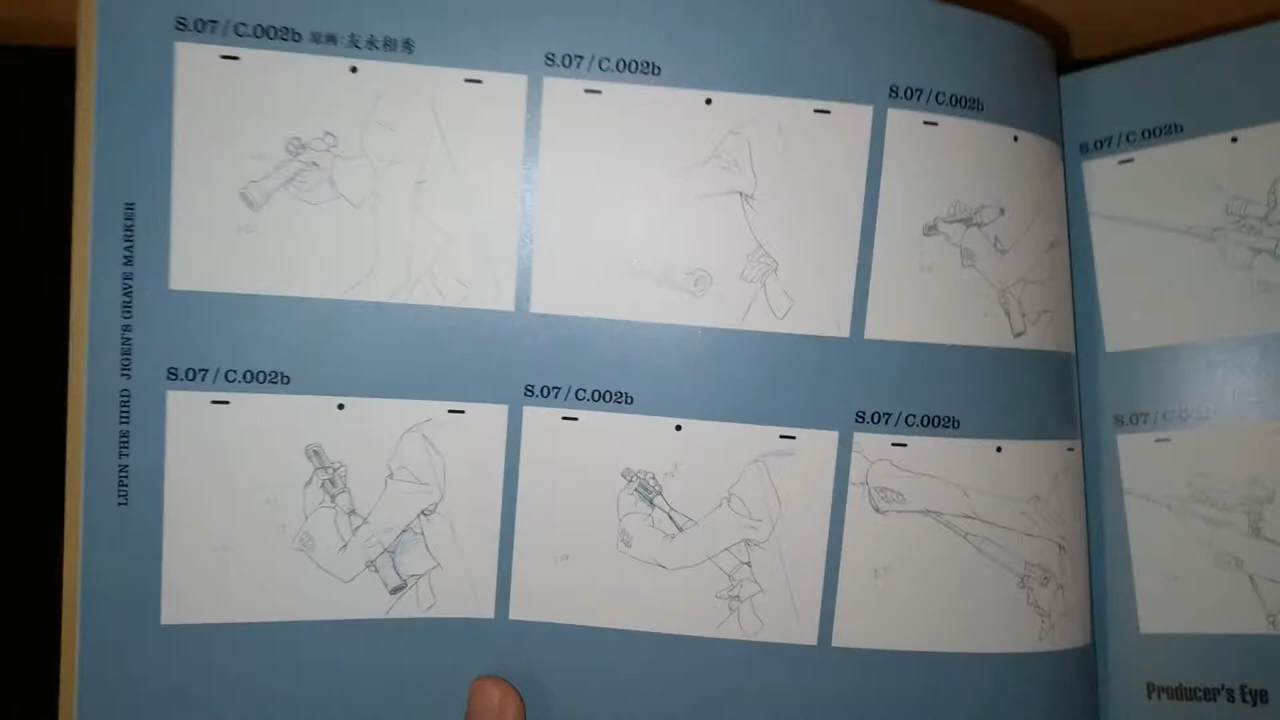 S.07/C.002b 原画:友永和秀
S.07/C.002b
S.07/C.002b
S.07/C.002b
LUPIN THE IIIRD JIGEN'S GRAVE MARKER
S.07/C.002b
S.07/C.002b
S.07/C.002b
Producer's Eye